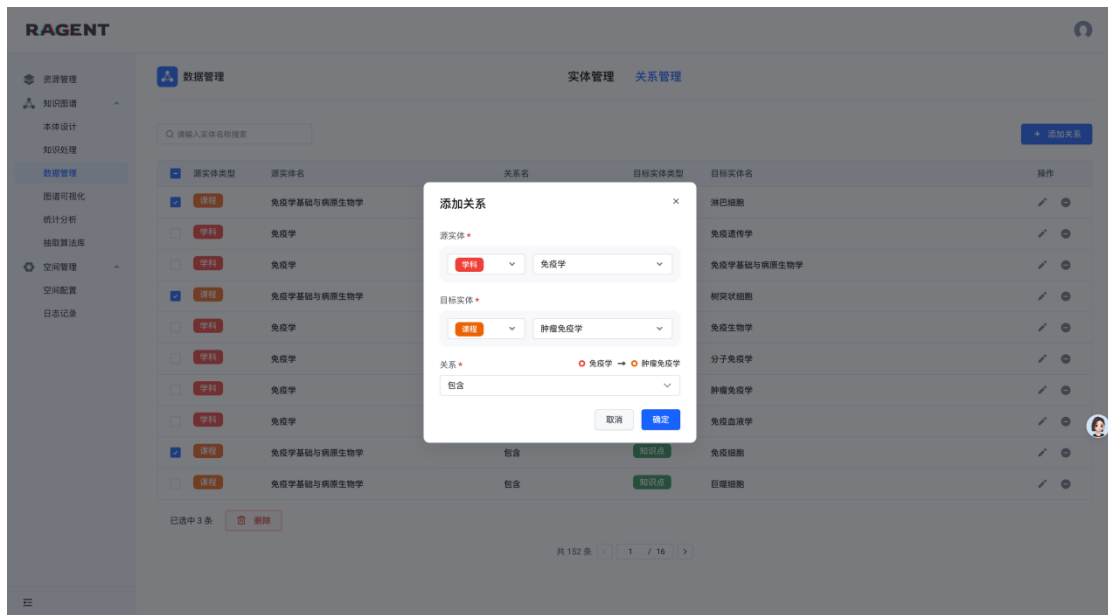 RAGENT
资源管理
知识图谱
本体设计
知识处理
数据管理
图谱可视化
统计分析
抽取算法库
空间管理
空间配置
日志记录
数据管理
实体管理 关系管理
请输入实体名称搜索
+ 添加关系
源实体类型 源实体名 关系名 目标实体类型 目标实体名 操作
课程 免疫学基础与病原生物学 淋巴细胞
学科 免疫学 免疫遗传学
学科 免疫学 免疫学基础与病原生物学
课程 免疫学基础与病原生物学 树突状细胞
学科 免疫学 免疫生物学
学科 免疫学 分子免疫学
学科 免疫学 肿瘤免疫学
学科 免疫学 免疫血液学
课程 免疫学基础与病原生物学 包含 知识点 免疫细胞
课程 免疫学基础与病原生物学 包含 知识点 巨噬细胞
已选中 3 条 删除
共 152 条 < 1 / 16 >
添加关系 ×
源实体 *
学科 免疫学
目标实体 *
课程 肿瘤免疫学
关系 * 免疫学 → 肿瘤免疫学
包含
取消 确定